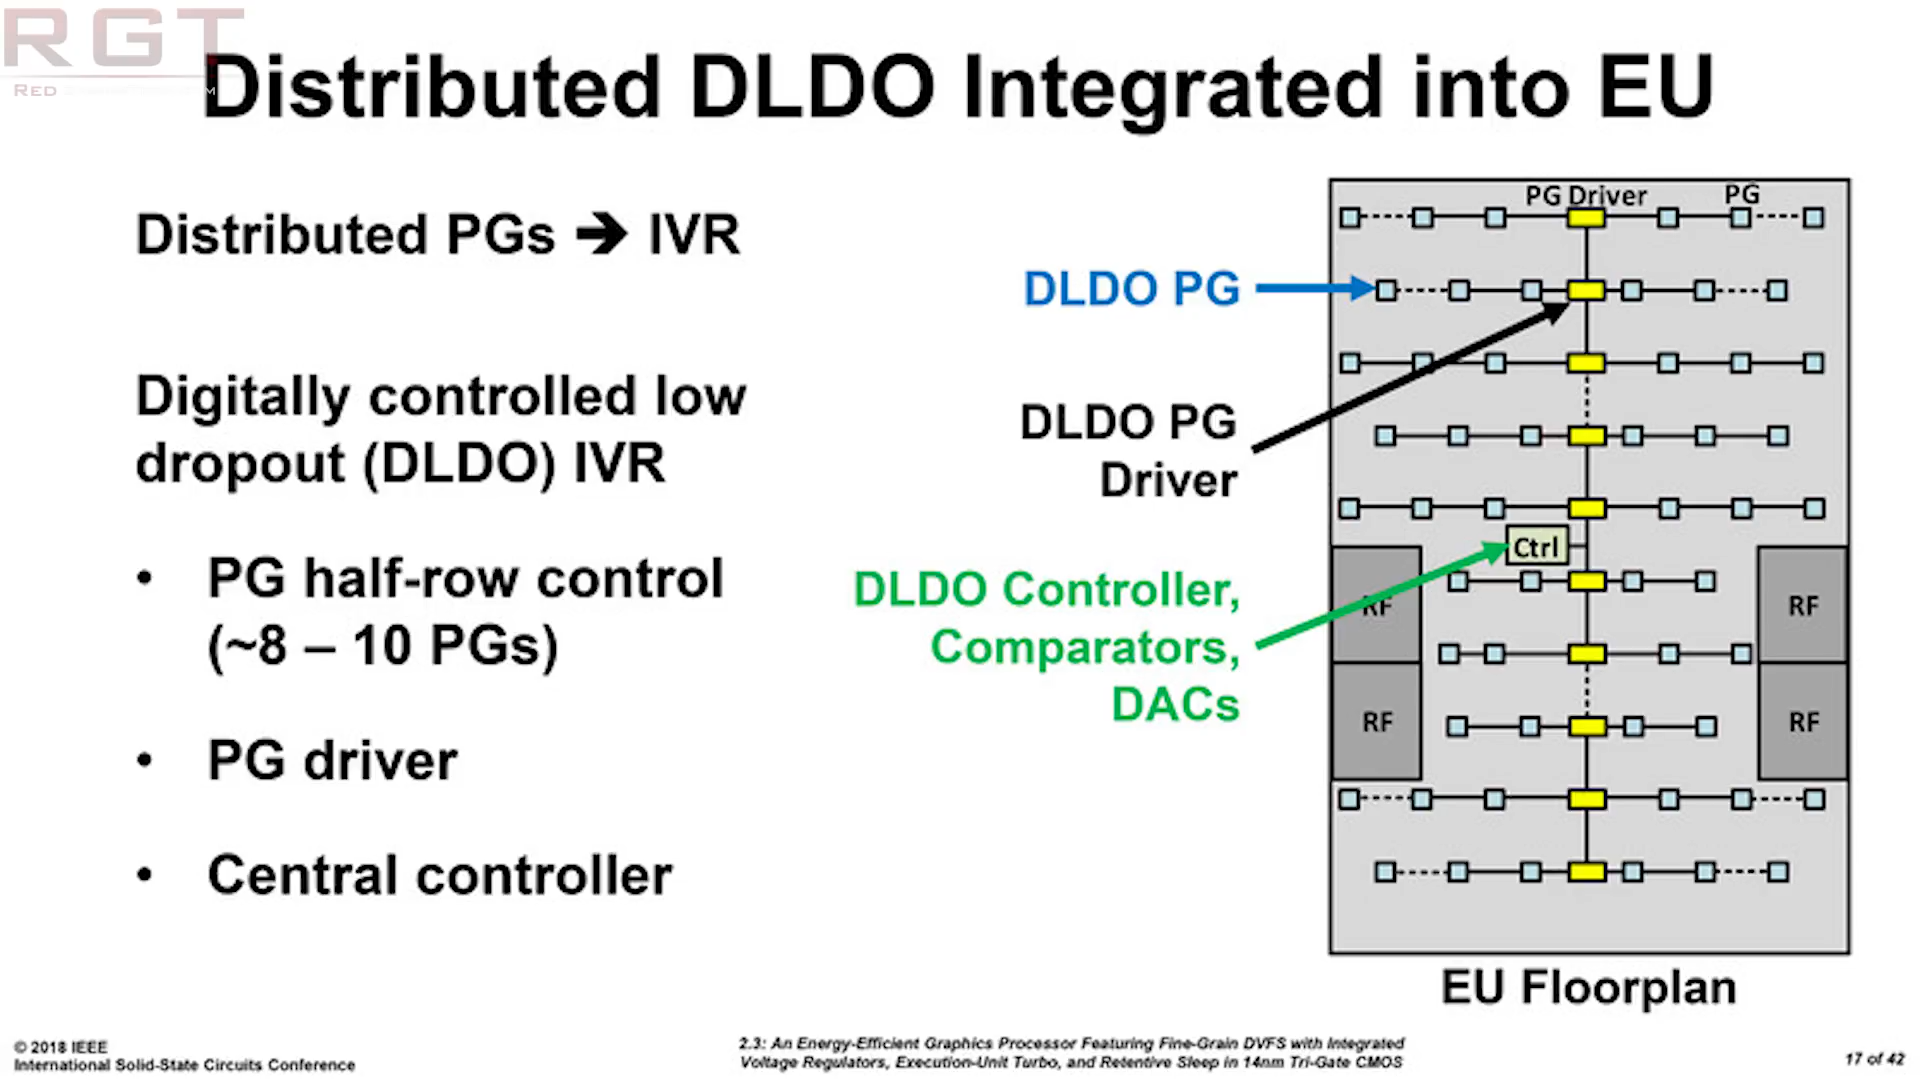 RGT
RED
Distributed DLDO Integrated into EU
Distributed PGs ➔ IVR
Digitally controlled low
dropout (DLDO) IVR
• PG half-row control
(~8 – 10 PGs)
• PG driver
• Central controller
DLDO PG
DLDO PG
Driver
DLDO Controller,
Comparators,
DACs
PG Driver PG
Ctrl
RF RF
RF RF
EU Floorplan
© 2018 IEEE
International Solid-State Circuits Conference
2.3: An Energy-Efficient Graphics Processor Featuring Fine-Grain DVFS with Integrated
Voltage Regulators, Execution-Unit Turbo, and Retentive Sleep in 14nm Tri-Gate CMOS
17 of 42